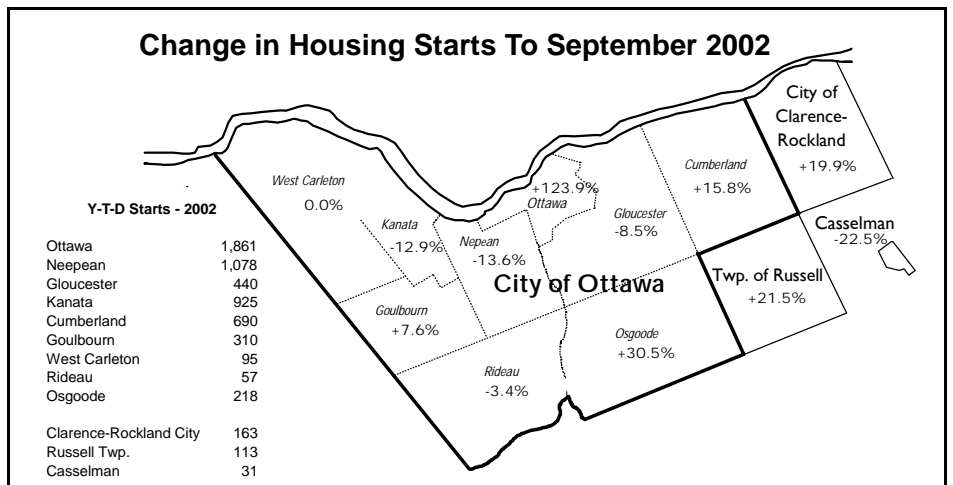 Change in Housing Starts To September 2002
City of
Clarence-
Rockland
+19.9%
Cumberland
+15.8%
West Carleton
0.0%
+123.9%
Ottawa
Gloucester
-8.5%
Kanata
-12.9%
Nepean
-13.6%
Casselman
-22.5%
City of Ottawa
Twp. of Russell
+21.5%
Goulbourn
+7.6%
Osgoode
+30.5%
Rideau
-3.4%
Y-T-D Starts - 2002
Ottawa 1,861
Neepean 1,078
Gloucester 440
Kanata 925
Cumberland 690
Goulbourn 310
West Carleton 95
Rideau 57
Osgoode 218
Clarence-Rockland City 163
Russell Twp. 113
Casselman 31